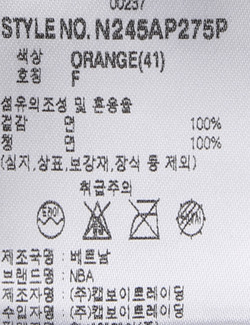 00237
STYLE NO. N245AP275P
색상 ORANGE(41)
호칭 F
섬유의조성 및 혼용율
겉감 면 100%
챙 면 100%
(심지,상표,보강재,장식 류 제외)
취급주의
제조국명 : 베트남
브랜드명 : NBA
제조자명 : (주)캡보이트레이딩
수입자명 : (주)캡보이트레이딩